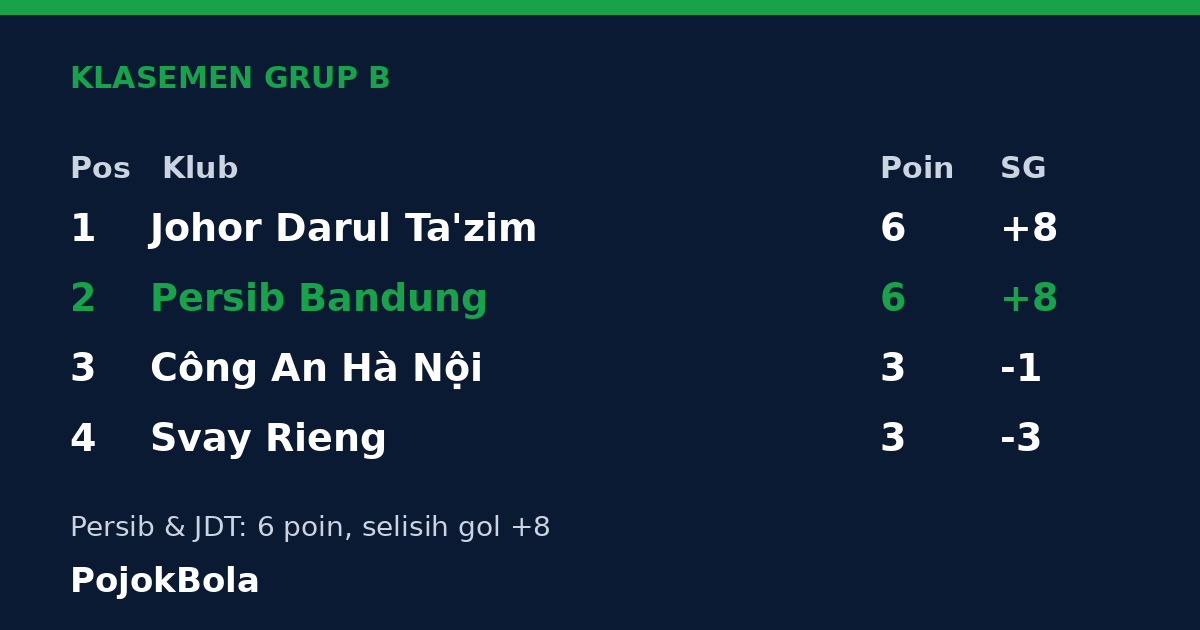 KLASEMEN GRUP B
Pos Klub Poin SG
1 Johor Darul Ta'zim 6 +8
2 Persib Bandung 6 +8
3 Công An Hà Nội 3 -1
4 Svay Rieng 3 -3
Persib & JDT: 6 poin, selisih gol +8
PojokBola